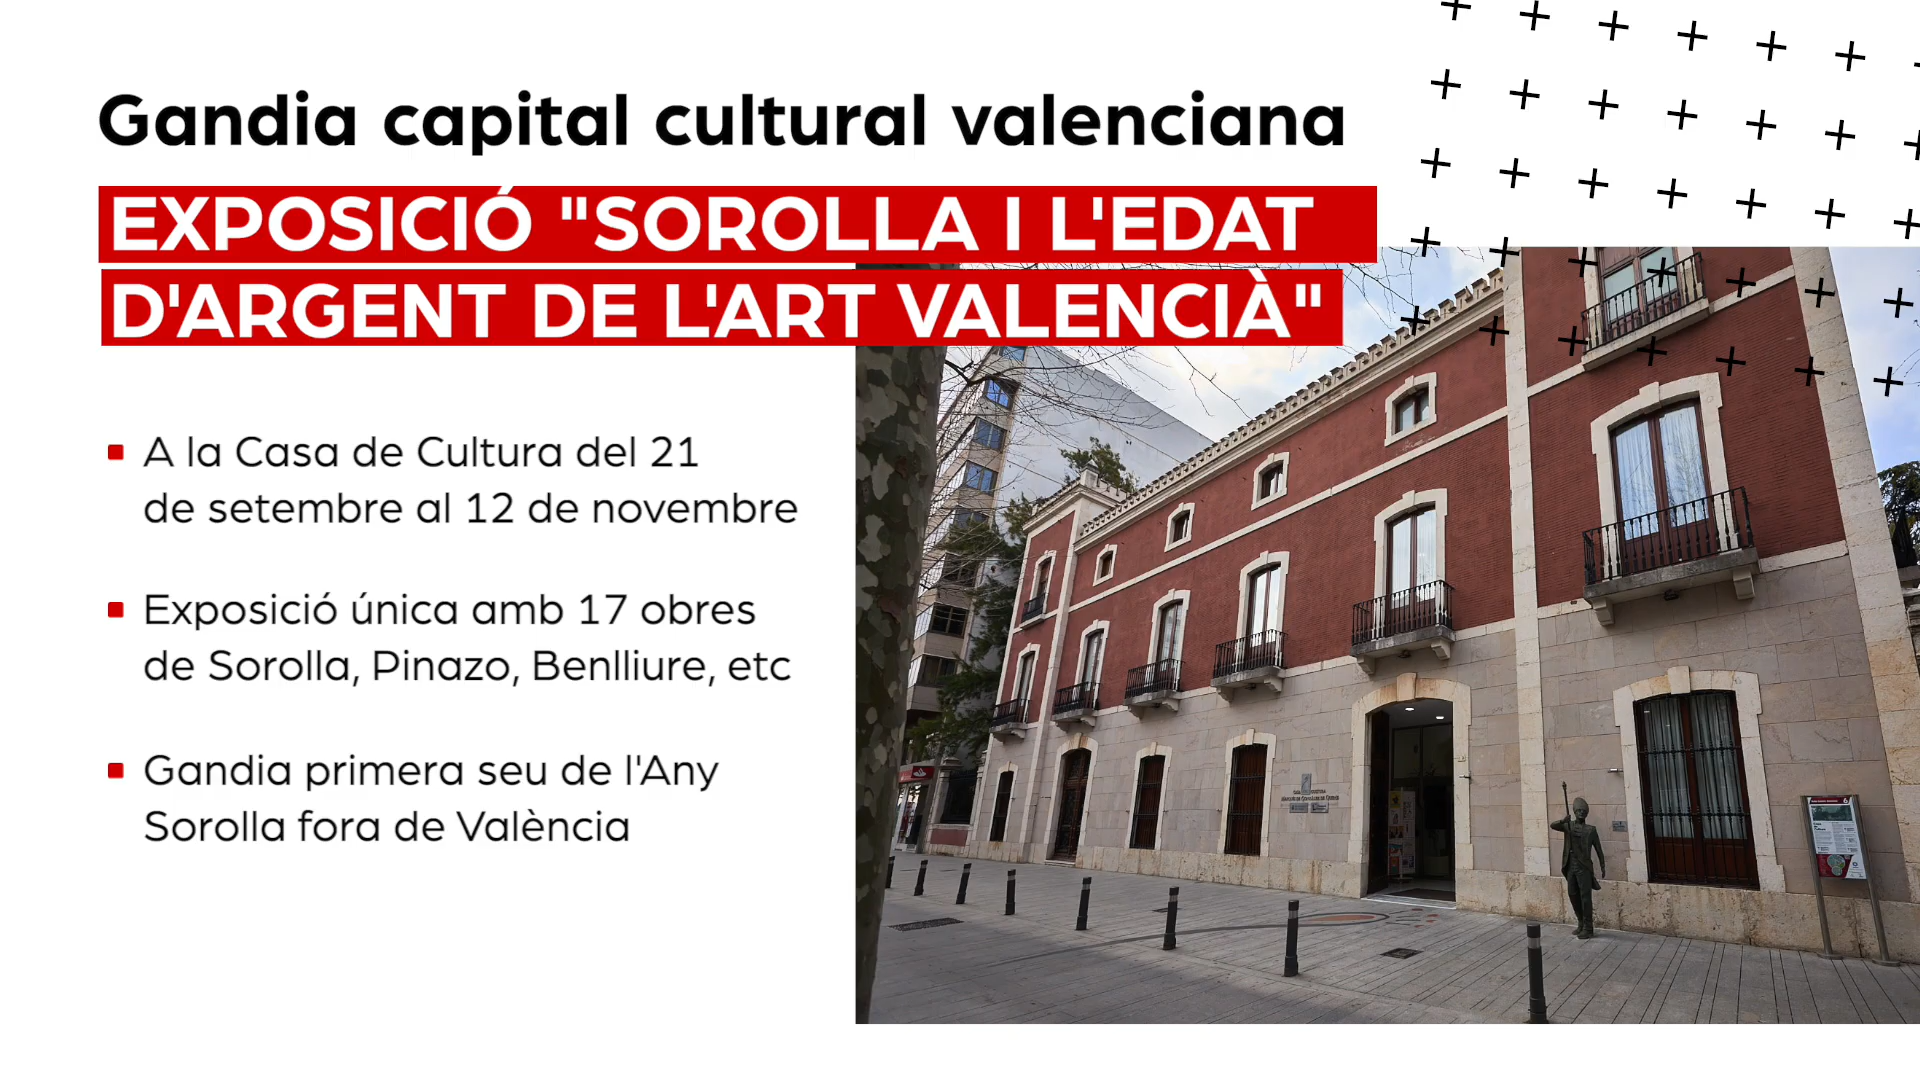 Gandia capital cultural valenciana
EXPOSICIÓ "SOROLLA I L'EDAT
D'ARGENT DE L'ART VALENCIÀ"
A la Casa de Cultura del 21
de setembre al 12 de novembre
Exposició única amb 17 obres
de Sorolla, Pinazo, Benlliure, etc
Gandia primera seu de l'Any
Sorolla fora de València